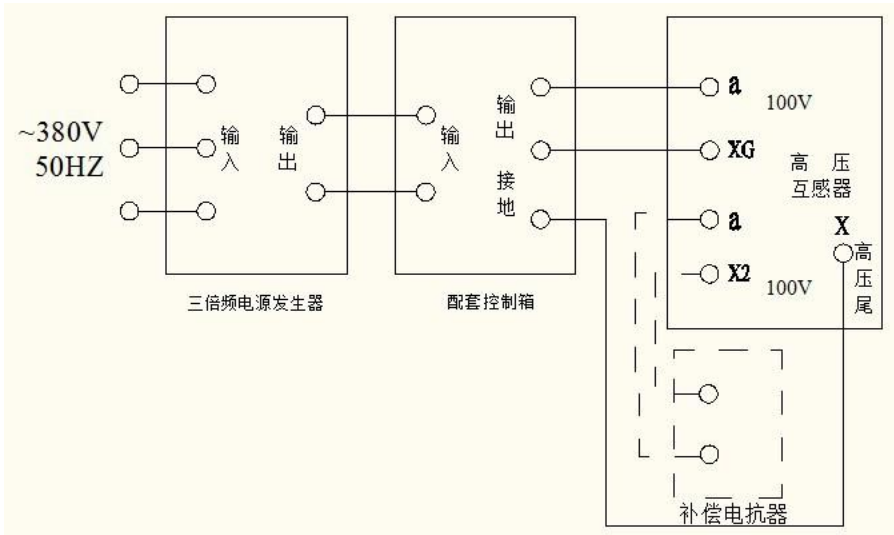 ~380V
50HZ
输入
输出
三倍频电源发生器
输入
输出
接地
配套控制箱
a
100V
XG
高 压
互感器
a
X
X2
100V
高压尾
补偿电抗器